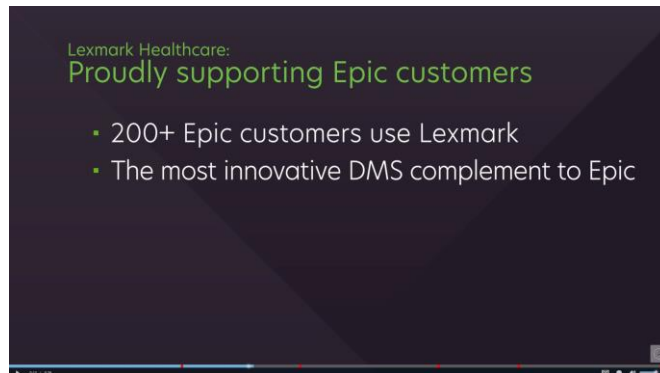 Lexmark Healthcare:
Proudly supporting Epic customers
▪ 200+ Epic customers use Lexmark
▪ The most innovative DMS complement to Epic